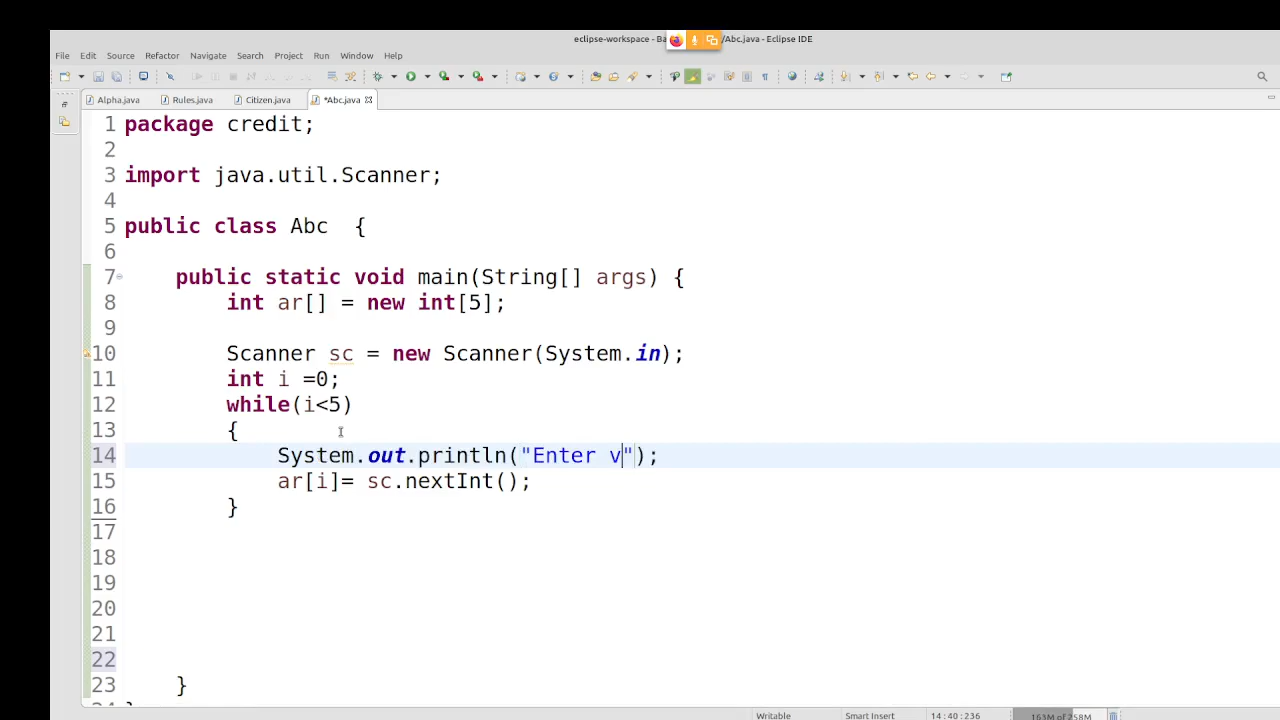 eclipse-workspace - Ba /Abc.java - Eclipse IDE
File Edit Source Refactor Navigate Search Project Run Window Help
Alpha.java Rules.java Citizen.java *Abc.java
1 package credit;
2
3 import java.util.Scanner;
4
5 public class Abc  {
6
7 public static void main(String[] args) {
8 int ar[] = new int[5];
9
10 Scanner sc = new Scanner(System.in);
11 int i =0;
12 while(i<5)
13 {
14 System.out.println("Enter v");
15 ar[i]= sc.nextInt();
16 }
17
18
19
20
21
22
23 }
Writable Smart Insert 14:40:236 163M of 258M